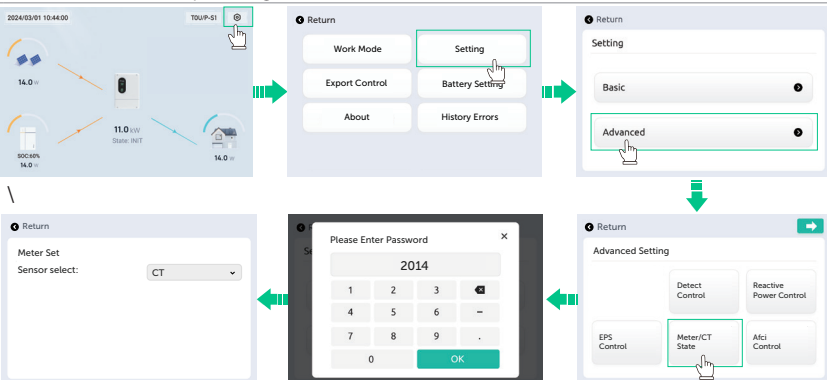 2024/03/01 10:44:00
T0U/P-S1
14.0 w
11.0 kW
State: INIT
SOC:60%
14.0 w
14.0 w
Return
Work Mode
Setting
Export Control
Battery Setting
About
History Errors
Return
Setting
Basic
Advanced
\
Return
Meter Set
Sensor select:
CT
Please Enter Password
×
2014
1 2 3
4 5 6 –
7 8 9 .
0 OK
Return
Advanced Setting
Detect
Control
Reactive
Power Control
EPS
Control
Meter/CT
State
Afci
Control